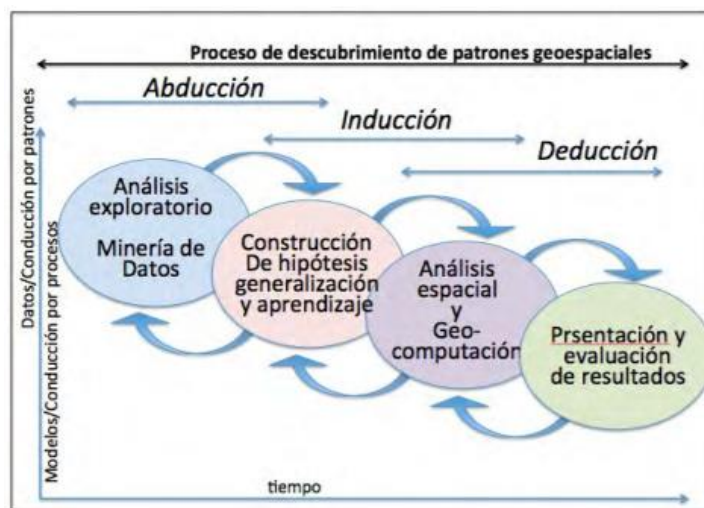 Proceso de descubrimiento de patrones geoespaciales
Abducción
Inducción
Deducción
Datos/Conducción por patrones
Modelos/Conducción por procesos
Análisis
exploratorio
Minería de
Datos
Construcción
De hipótesis
generalización
y aprendizaje
Análisis
espacial
y
Geo-
computación
Prsentación y
evaluación
de resultados
tiempo